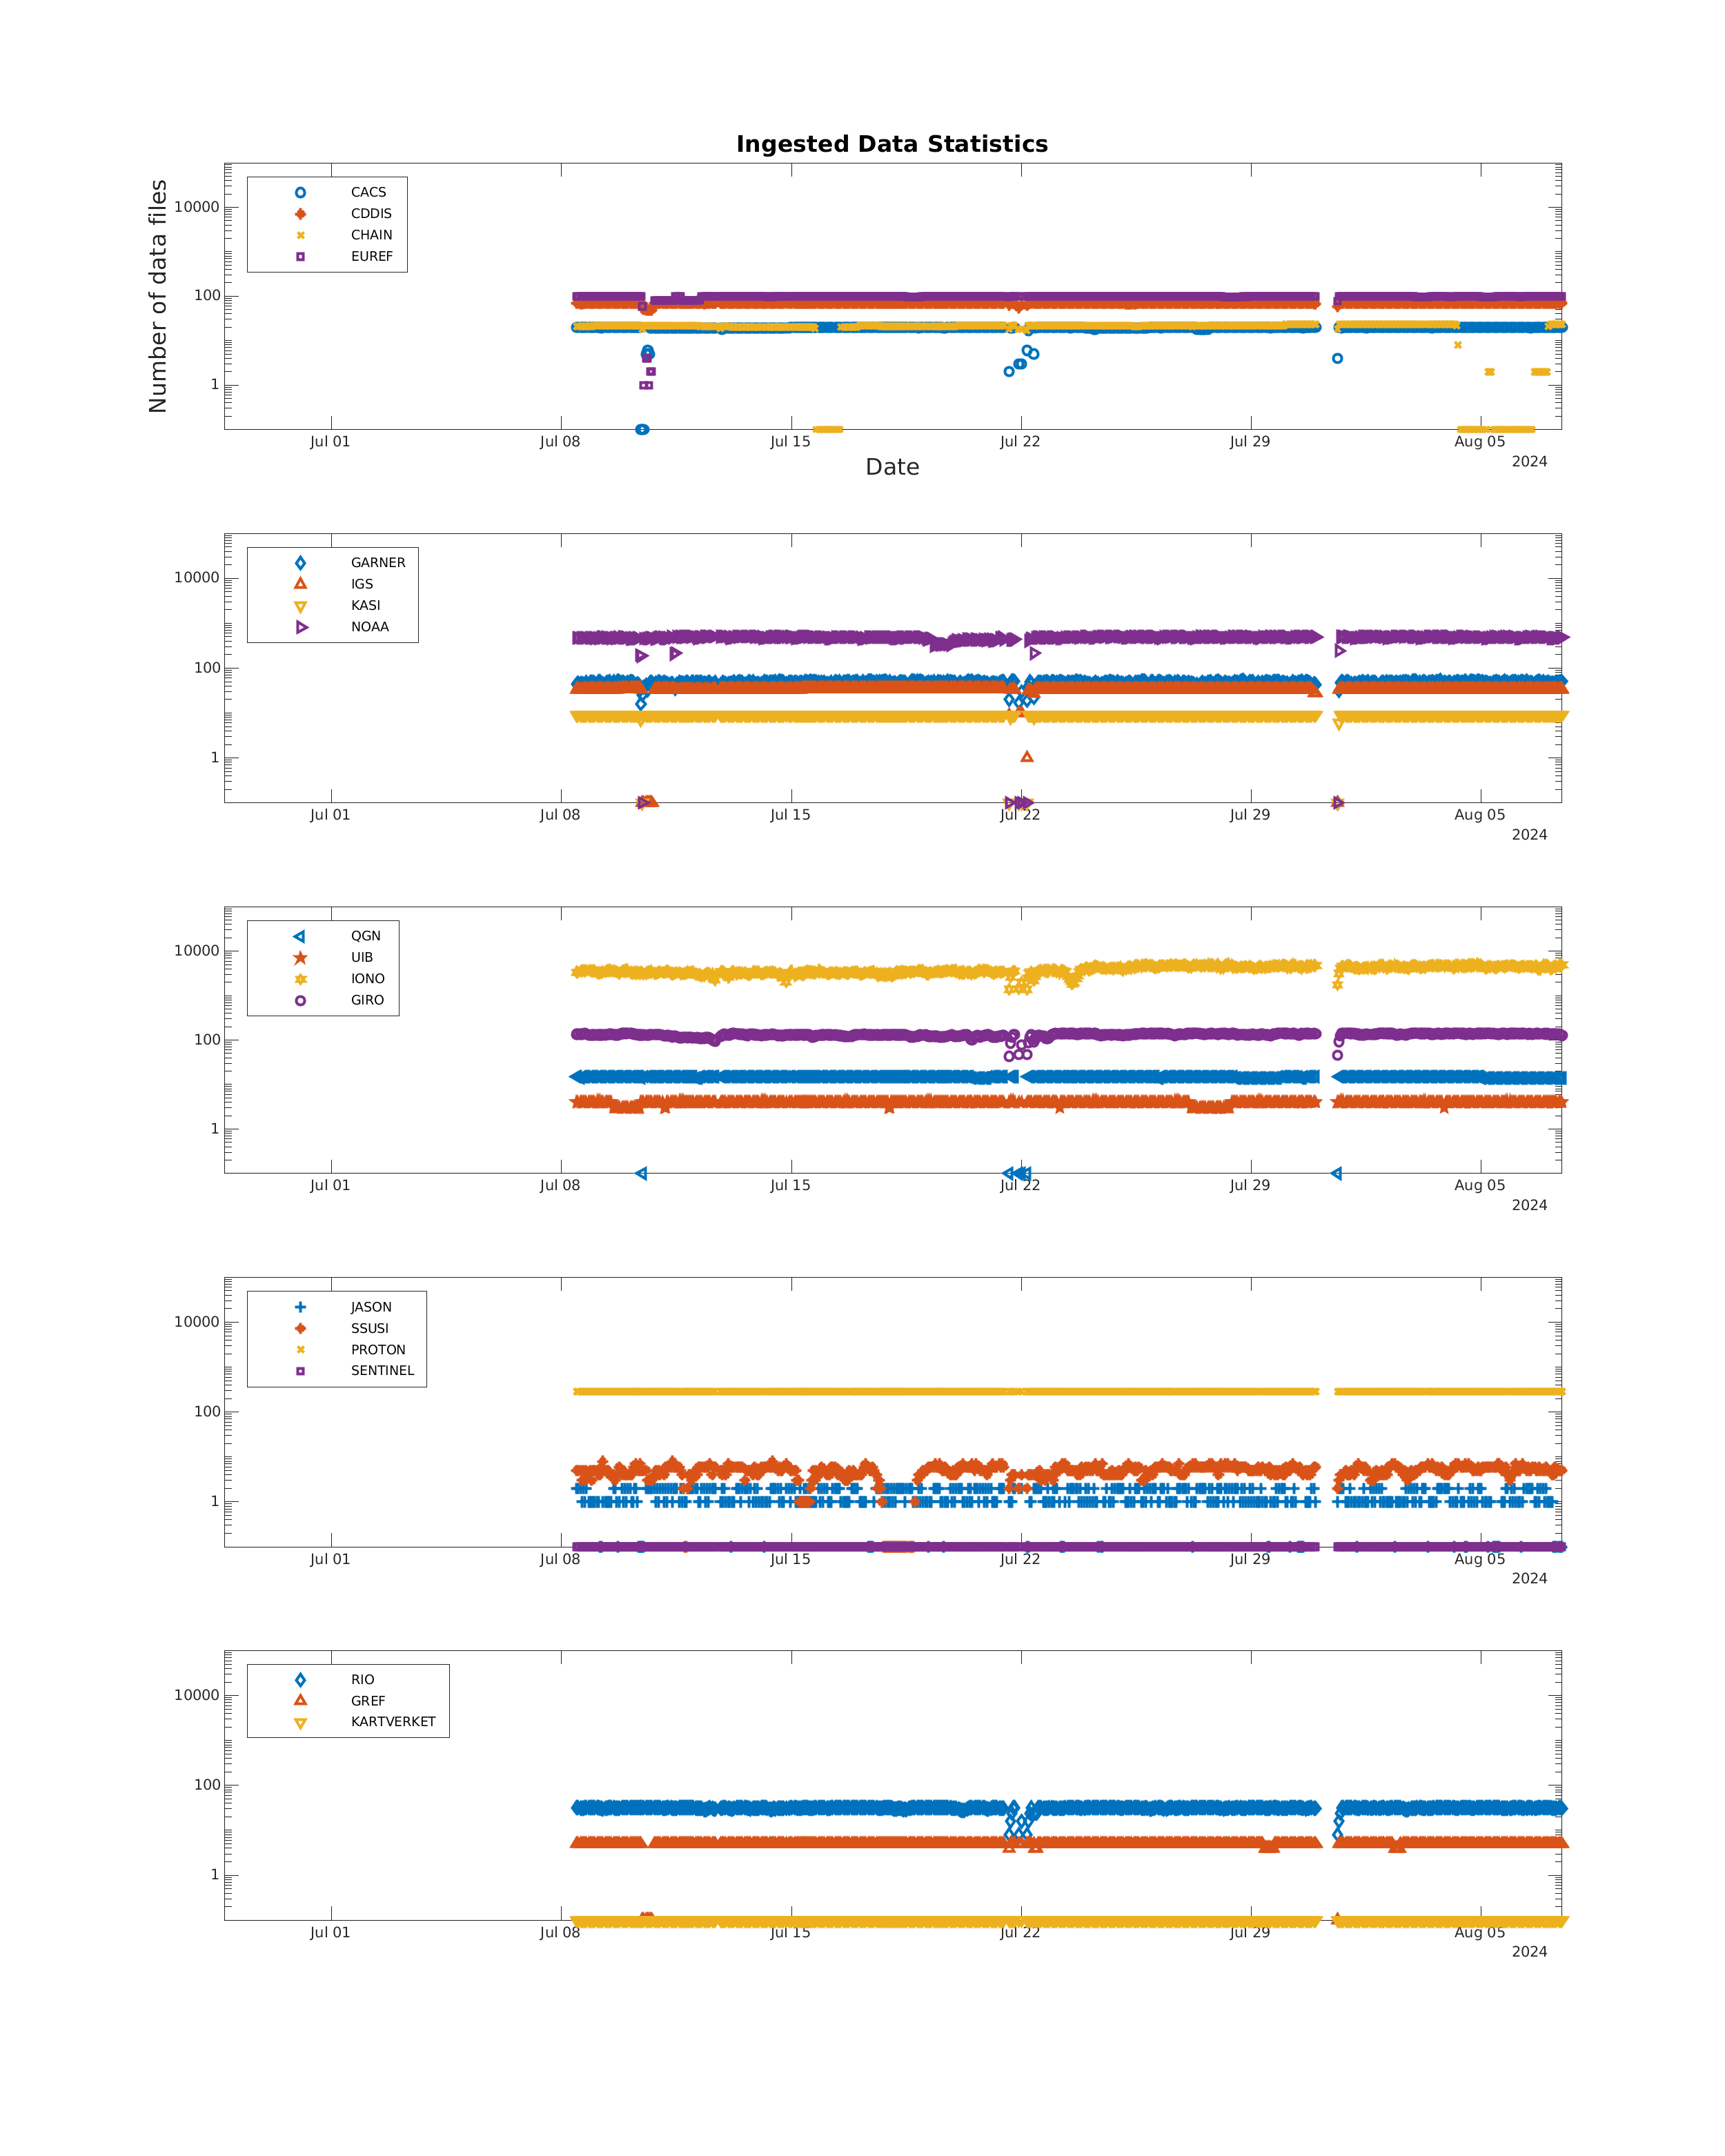 Ingested Data Statistics
Number of data files
10000
100
1
CACS
CDDIS
CHAIN
EUREF
Jul 01
Jul 08
Jul 15
Jul 22
Jul 29
Aug 05
2024
Date
10000
100
1
GARNER
IGS
KASI
NOAA
Jul 01
Jul 08
Jul 15
Jul 22
Jul 29
Aug 05
2024
10000
100
1
QGN
UIB
IONO
GIRO
Jul 01
Jul 08
Jul 15
Jul 22
Jul 29
Aug 05
2024
10000
100
1
JASON
SSUSI
PROTON
SENTINEL
Jul 01
Jul 08
Jul 15
Jul 22
Jul 29
Aug 05
2024
10000
100
1
RIO
GREF
KARTVERKET
Jul 01
Jul 08
Jul 15
Jul 22
Jul 29
Aug 05
2024